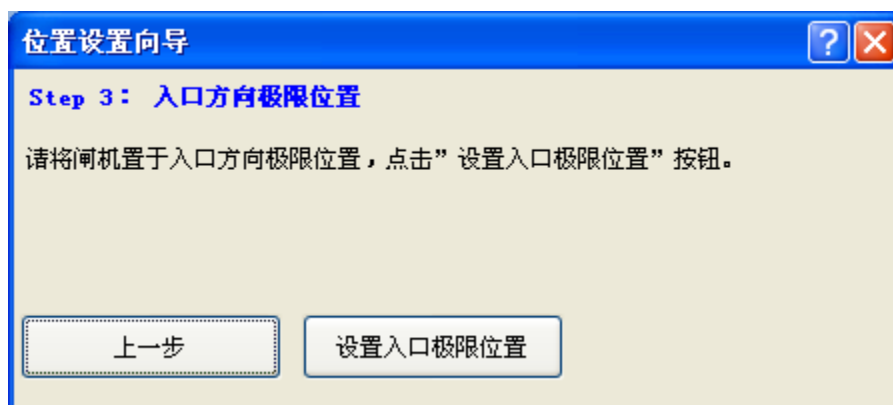 位置设置向导
Step 3： 入口方向极限位置
请将闸机置于入口方向极限位置，点击”设置入口极限位置”按钮。
上一步 设置入口极限位置